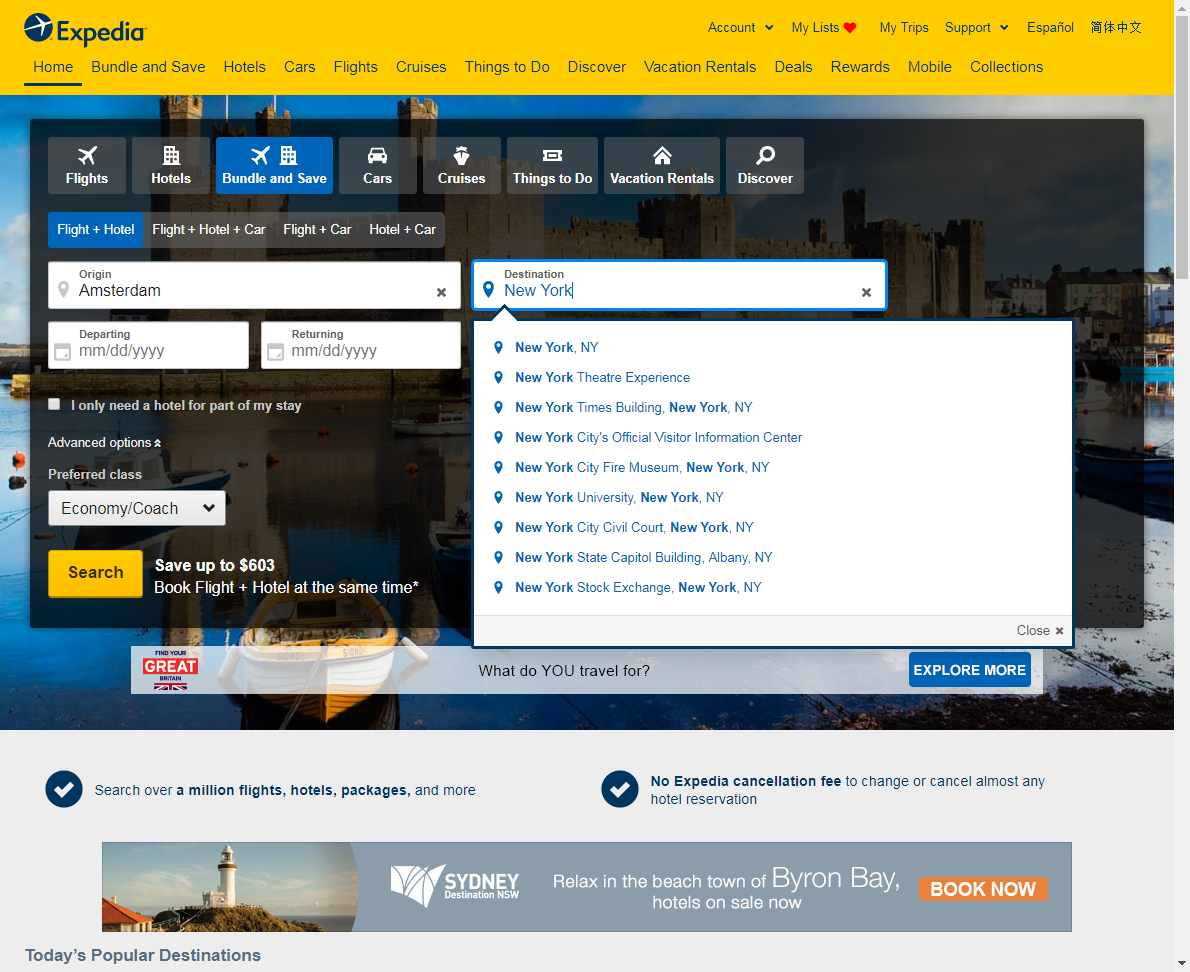 Expedia
Account
My Lists
My Trips
Support
Español
简体中文
Home
Bundle and Save
Hotels
Cars
Flights
Cruises
Things to Do
Discover
Vacation Rentals
Deals
Rewards
Mobile
Collections
Flights
Hotels
Bundle and Save
Cars
Cruises
Things to Do
Vacation Rentals
Discover
Flight + Hotel
Flight + Hotel + Car
Flight + Car
Hotel + Car
Origin
Amsterdam
Destination
New York
Departing
mm/dd/yyyy
Returning
mm/dd/yyyy
I only need a hotel for part of my stay
Advanced options
Preferred class
Economy/Coach
Search
Save up to $603
Book Flight + Hotel at the same time*
New York, NY
New York Theatre Experience
New York Times Building, New York, NY
New York City's Official Visitor Information Center
New York City Fire Museum, New York, NY
New York University, New York, NY
New York City Civil Court, New York, NY
New York State Capitol Building, Albany, NY
New York Stock Exchange, New York, NY
Close
FIND YOUR
GREAT
BRITAIN
What do YOU travel for?
EXPLORE MORE
Search over a million flights, hotels, packages, and more
No Expedia cancellation fee to change or cancel almost any
hotel reservation
SYDNEY
Destination NSW
Relax in the beach town of Byron Bay,
hotels on sale now
BOOK NOW
Today's Popular Destinations